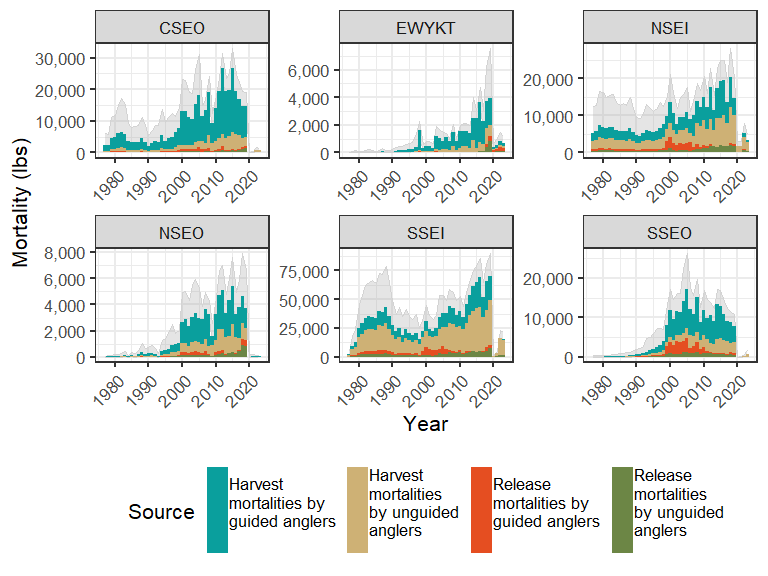 CSEO
EWYKT
NSEI
30,000
20,000
10,000
0
6,000
4,000
2,000
0
20,000
10,000
0
1980
1990
2000
2010
2020
1980
1990
2000
2010
2020
1980
1990
2000
2010
2020
Mortality (lbs)
NSEO
SSEI
SSEO
8,000
6,000
4,000
2,000
0
75,000
50,000
25,000
0
20,000
10,000
0
1980
1990
2000
2010
2020
1980
1990
2000
2010
2020
1980
1990
2000
2010
2020
Year
Source
Harvest
mortalities by
guided anglers
Harvest
mortalities
by unguided
anglers
Release
mortalities by
guided anglers
Release
mortalities
by unguided
anglers